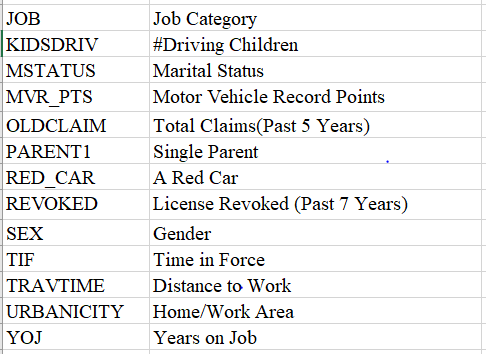 JOB Job Category
KIDSDRIV #Driving Children
MSTATUS Marital Status
MVR_PTS Motor Vehicle Record Points
OLDCLAIM Total Claims(Past 5 Years)
PARENT1 Single Parent
RED_CAR A Red Car
REVOKED License Revoked (Past 7 Years)
SEX Gender
TIF Time in Force
TRAVTIME Distance to Work
URBANICITY Home/Work Area
YOJ Years on Job